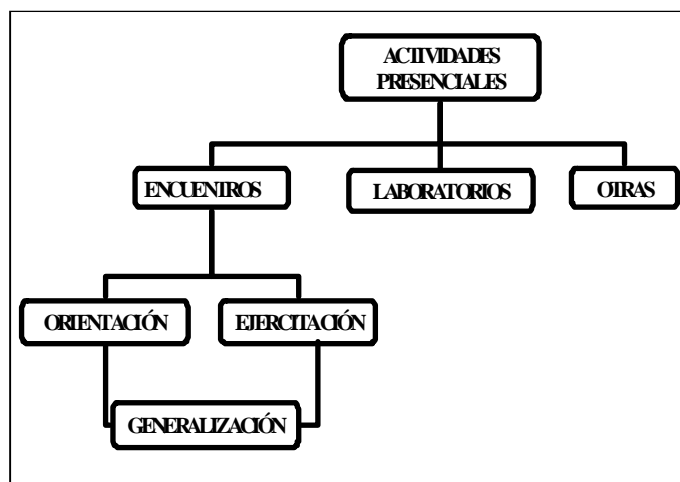 ACTIVIDADES
PRESENCIALES
ENCUENTROS
LABORATORIOS
OTRAS
ORIENTACIÓN
EJERCITACIÓN
GENERALIZACIÓN